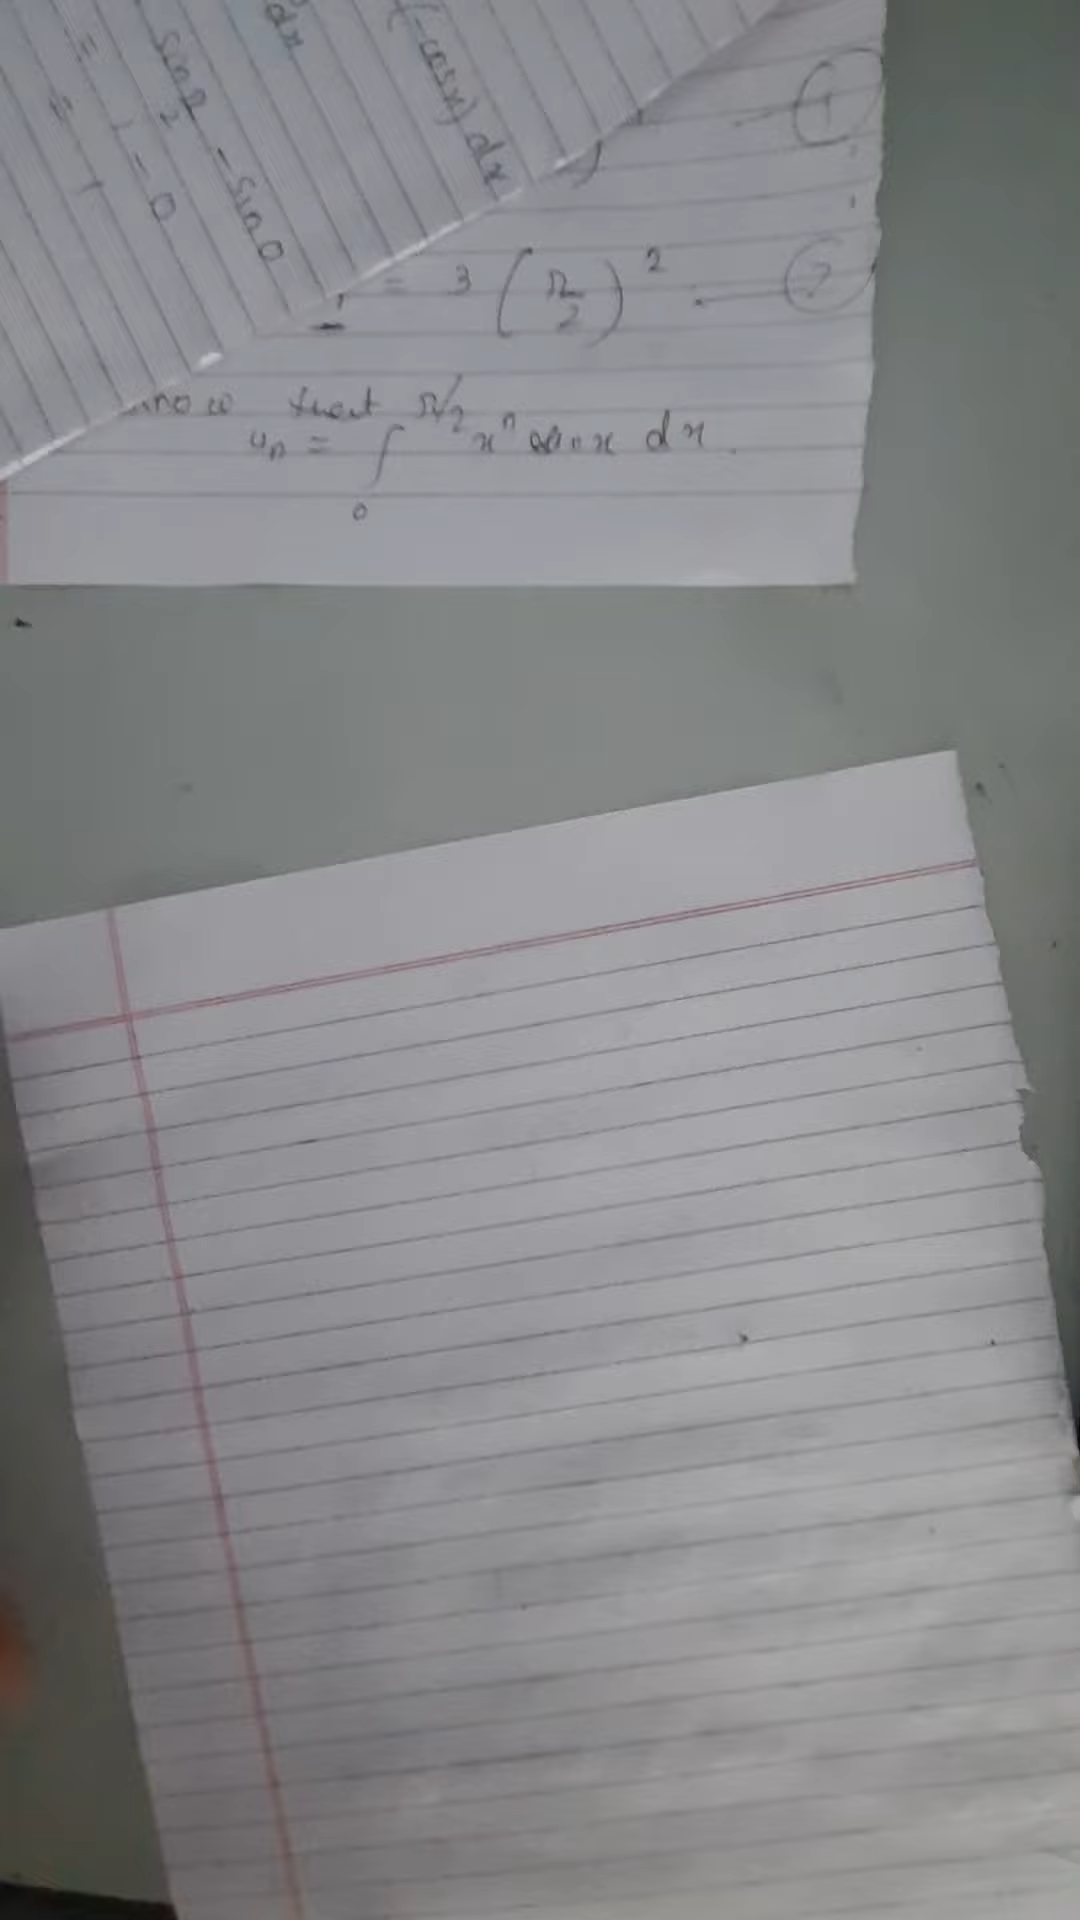 (-cosx) dx
dx
sin π/2 - sin 0
= 1 - 0
= 1
1
= 3 (π/2)² . — 2
that
uₙ = ∫₀^π/2 xⁿ sin x dx.